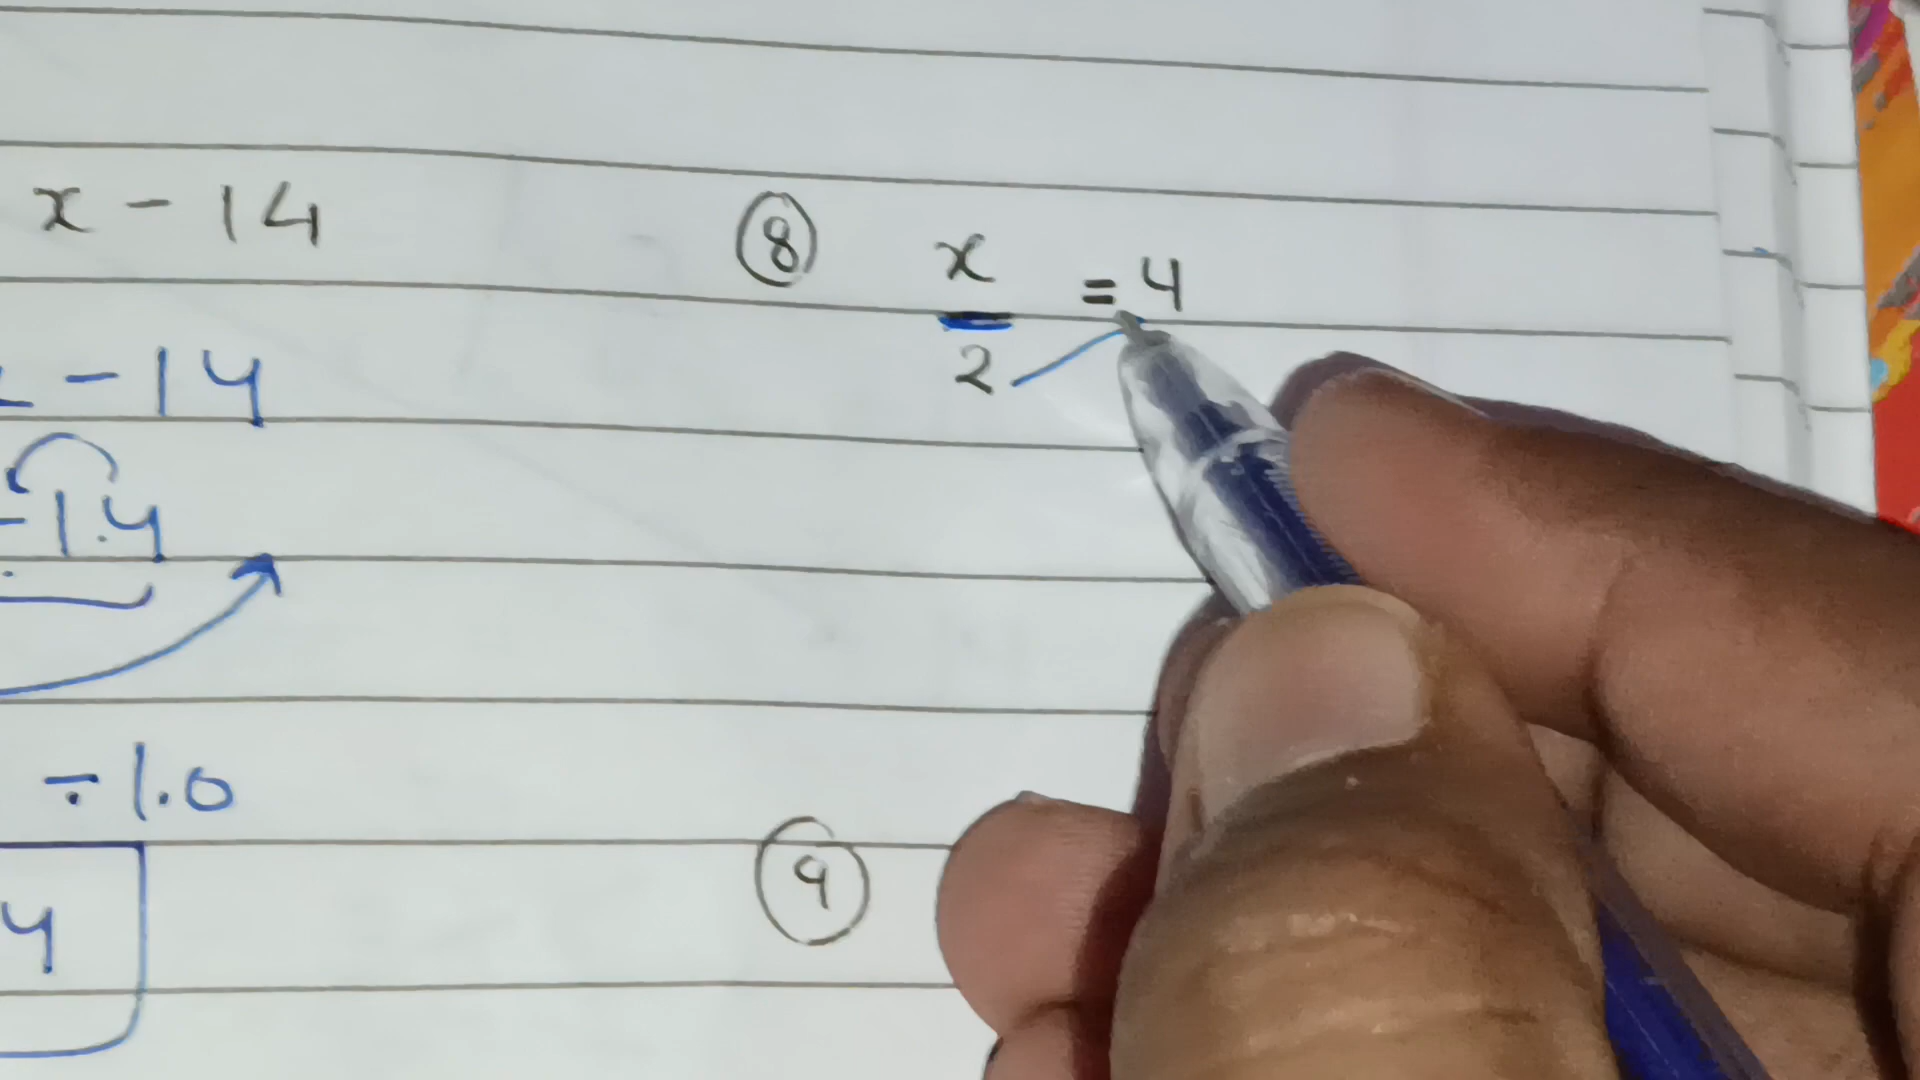 x - 14
⑧ x/2 = 4
- 14
- 1.4
÷ 1.0
⑨
4